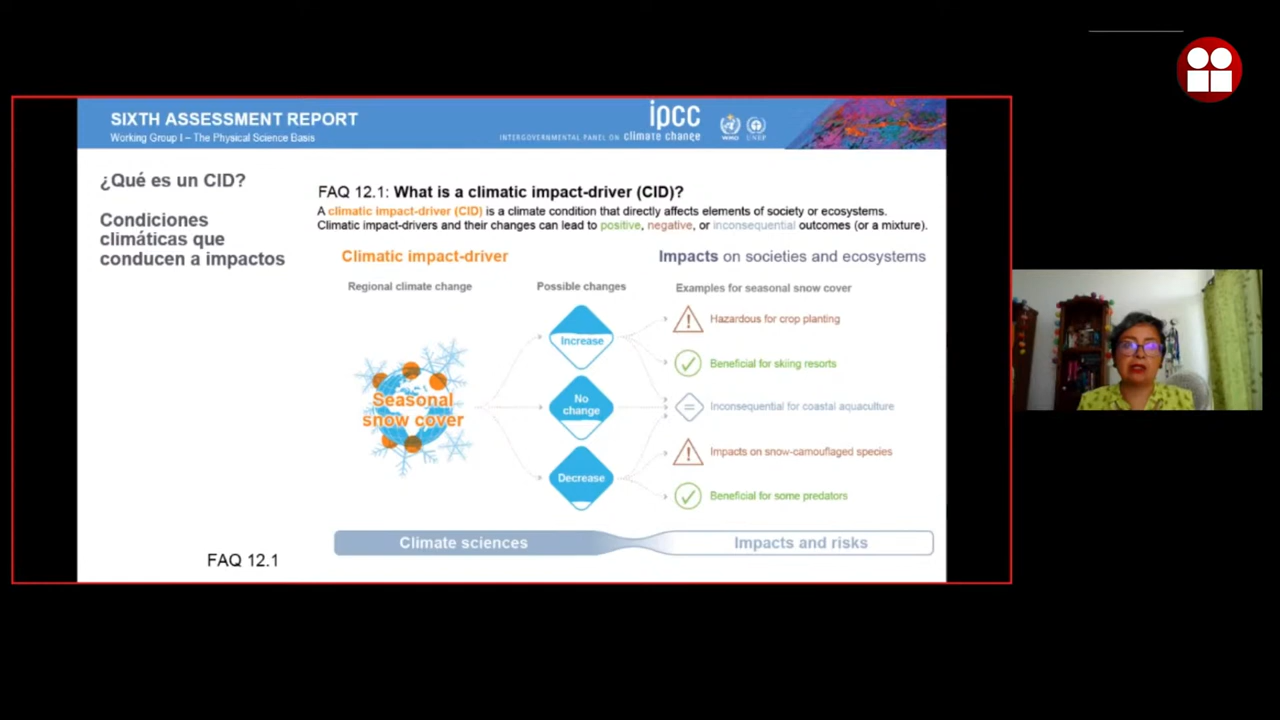 SIXTH ASSESSMENT REPORT
Working Group I – The Physical Science Basis
ipcc
INTERGOVERNMENTAL PANEL ON climate change
WMO
UNEP
¿Qué es un CID?
Condiciones
climáticas que
conducen a impactos
FAQ 12.1
FAQ 12.1: What is a climatic impact-driver (CID)?
A climatic impact-driver (CID) is a climate condition that directly affects elements of society or ecosystems.
Climatic impact-drivers and their changes can lead to positive, negative, or inconsequential outcomes (or a mixture).
Climatic impact-driver
Impacts on societies and ecosystems
Regional climate change
Possible changes
Examples for seasonal snow cover
Seasonal
snow cover
Increase
No
change
Decrease
Hazardous for crop planting
Beneficial for skiing resorts
Inconsequential for coastal aquaculture
Impacts on snow-camouflaged species
Beneficial for some predators
Climate sciences
Impacts and risks